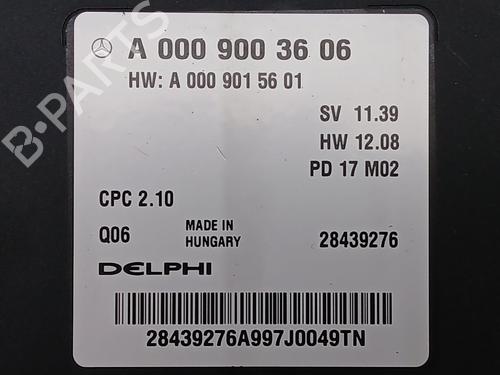 A 000 900 36 06
HW: A 000 901 56 01
SV 11.39
HW 12.08
PD 17 M02
CPC 2.10
Q06
MADE IN
HUNGARY
28439276
DELPHI
28439276A997J0049TN
B-PARTS